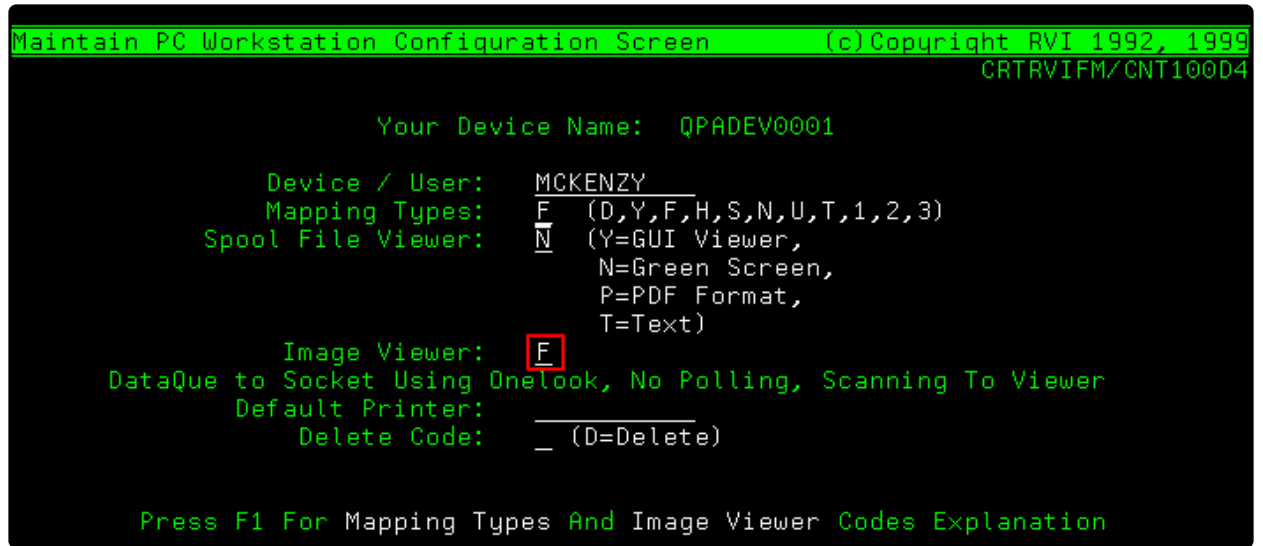 Maintain PC Workstation Configuration Screen (c)Copyright RVI 1992, 1999
CRTRVIFM/CNT100D4
Your Device Name: QPADEV0001
Device / User: MCKENZY
Mapping Types: F (D,Y,F,H,S,N,U,T,1,2,3)
Spool File Viewer: N (Y=GUI Viewer,
N=Green Screen,
P=PDF Format,
T=Text)
Image Viewer: F
DataQue to Socket Using Onelook, No Polling, Scanning To Viewer
Default Printer:
Delete Code: _ (D=Delete)
Press F1 For Mapping Types And Image Viewer Codes Explanation